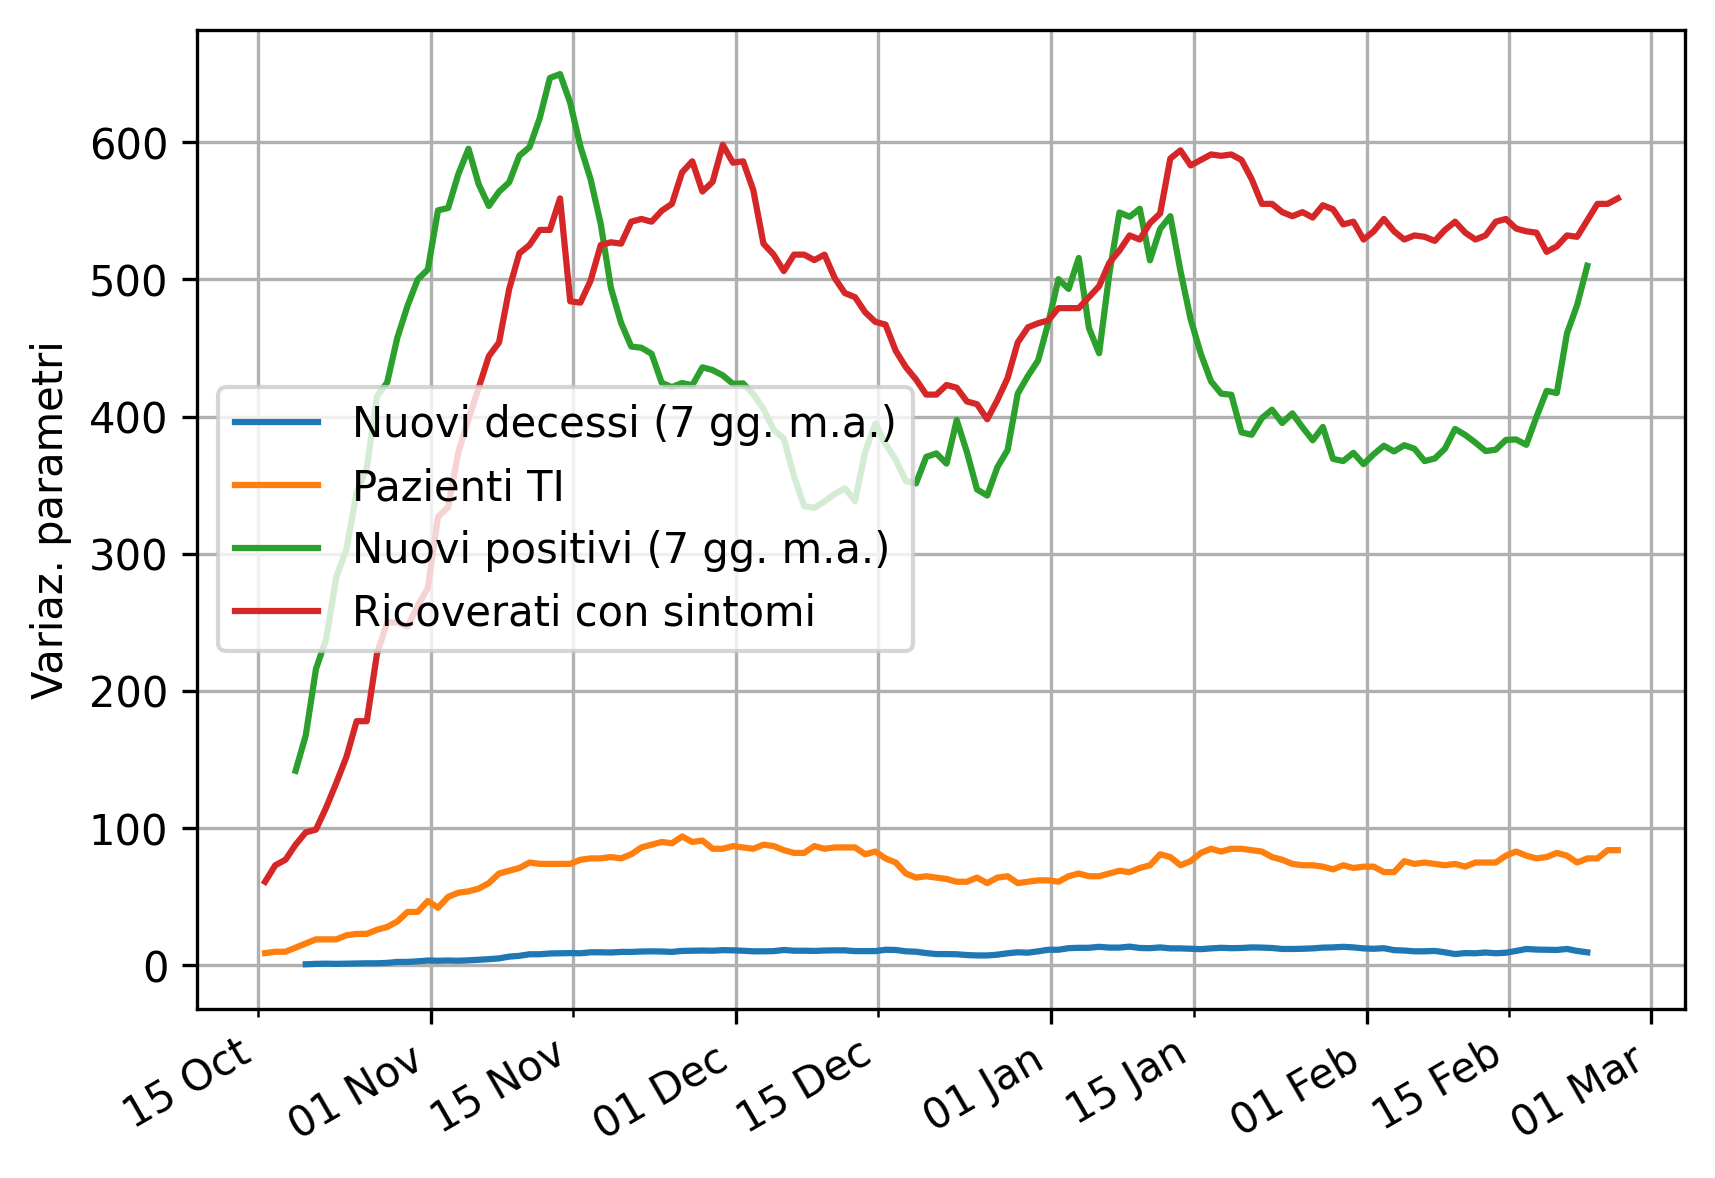 Variaz. parametri
600
500
400
300
200
100
0
Nuovi decessi (7 gg. m.a.)
Pazienti TI
Nuovi positivi (7 gg. m.a.)
Ricoverati con sintomi
15 Oct
01 Nov
15 Nov
01 Dec
15 Dec
01 Jan
15 Jan
01 Feb
15 Feb
01 Mar